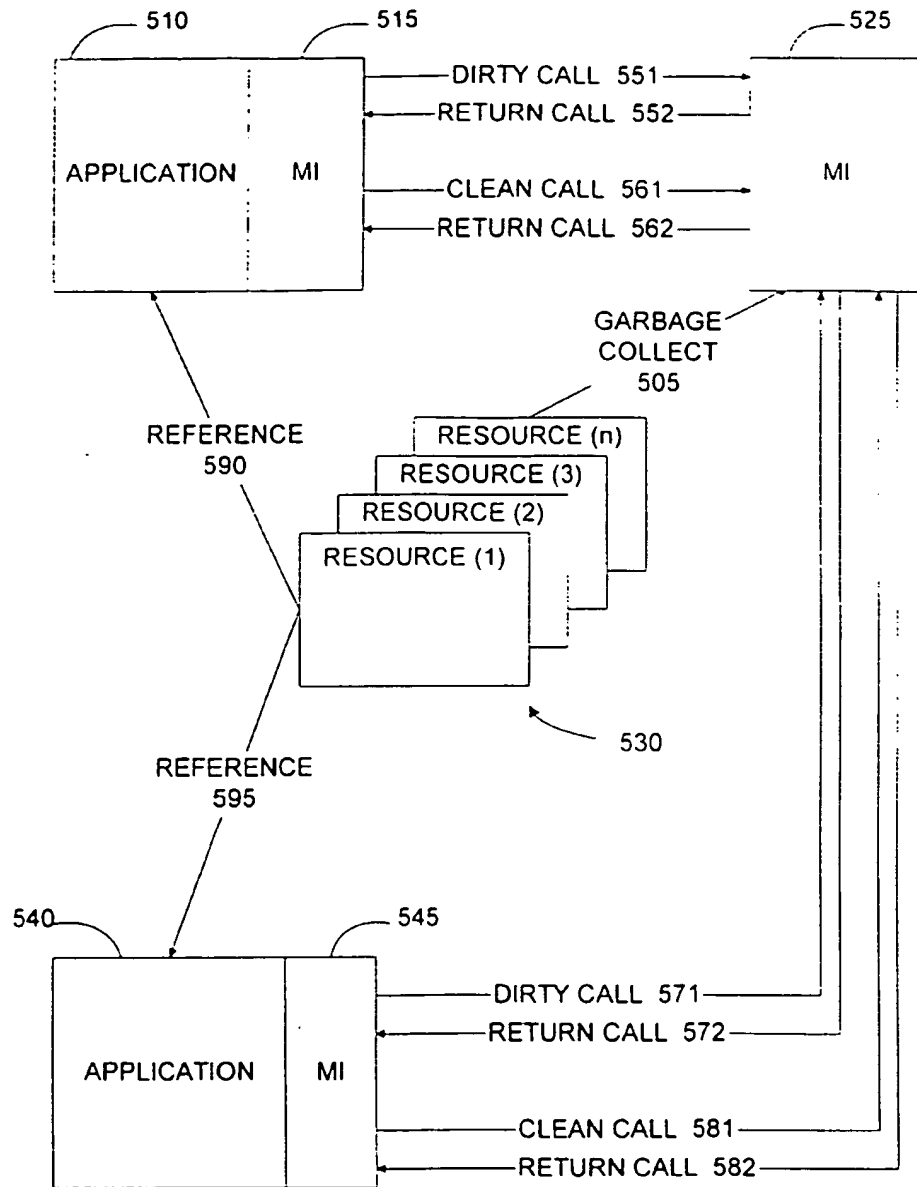 510
515
525
DIRTY CALL 551
RETURN CALL 552
APPLICATION
MI
MI
CLEAN CALL 561
RETURN CALL 562
GARBAGE
COLLECT
505
REFERENCE
590
RESOURCE (n)
RESOURCE (3)
RESOURCE (2)
RESOURCE (1)
530
REFERENCE
595
540
545
DIRTY CALL 571
RETURN CALL 572
APPLICATION
MI
CLEAN CALL 581
RETURN CALL 582